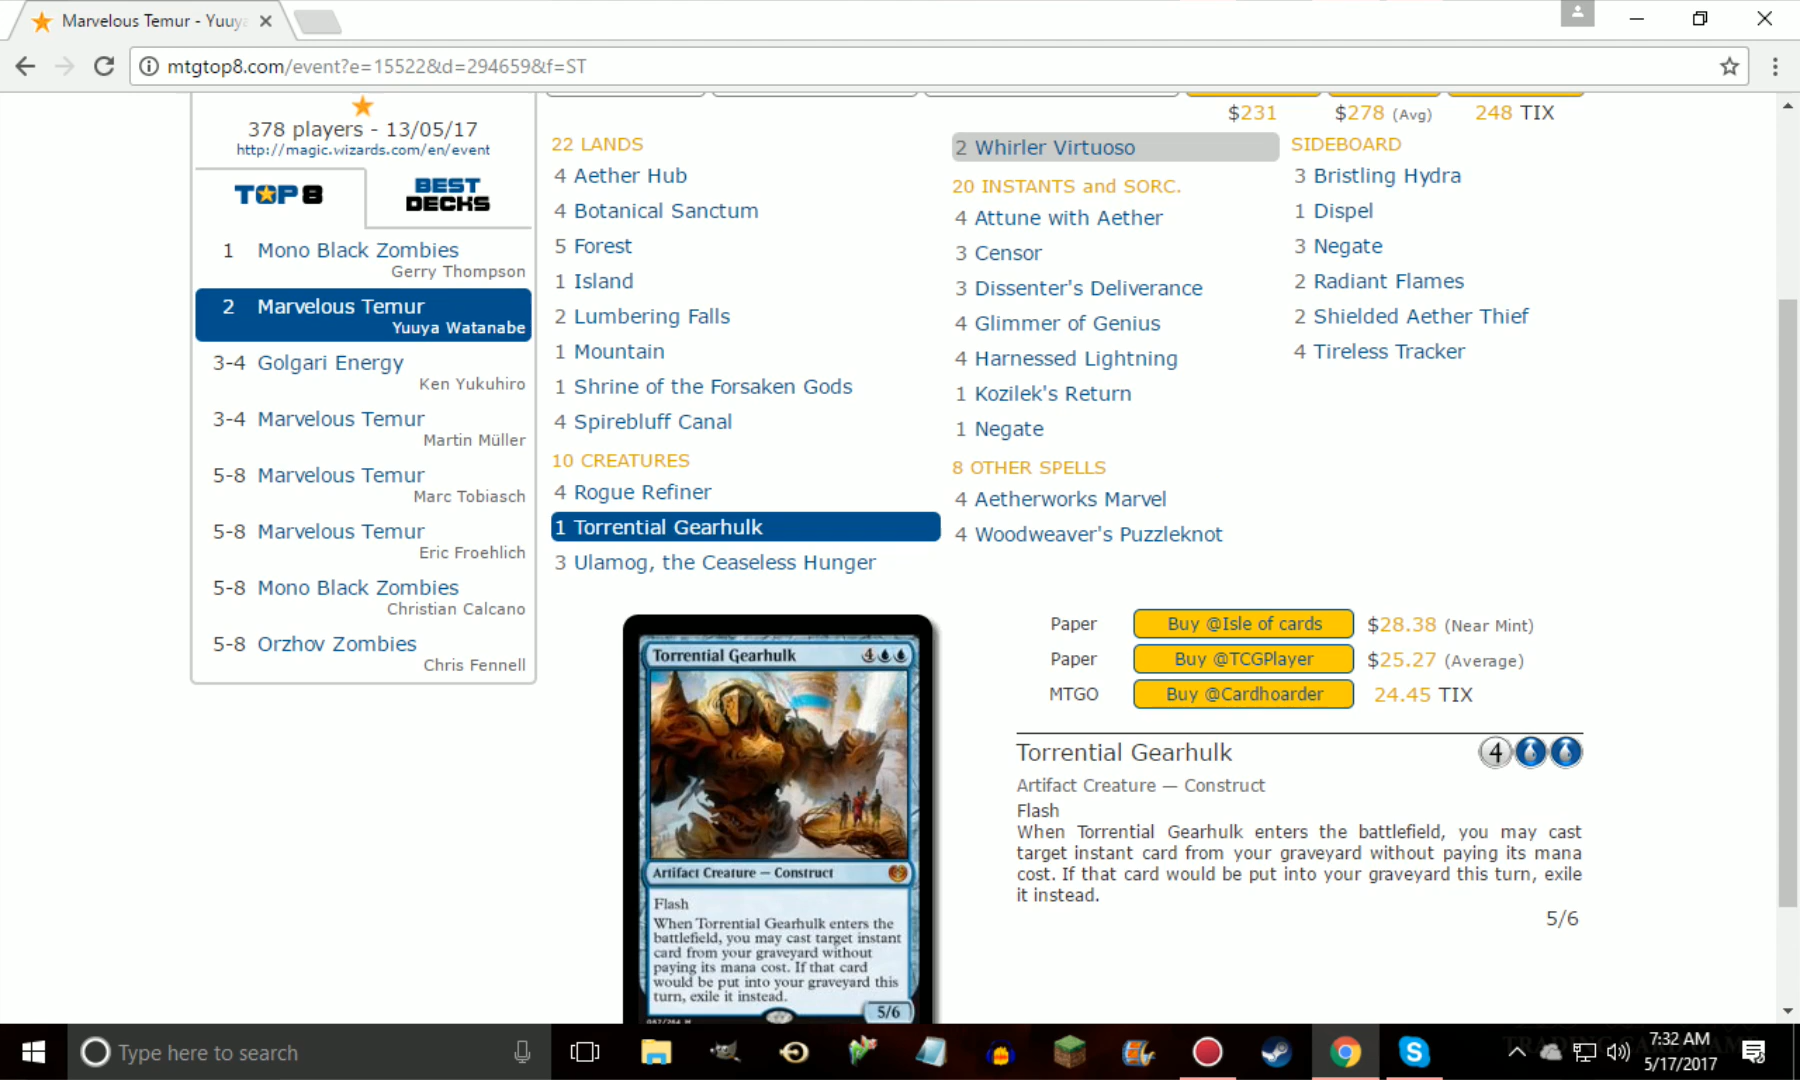 Marvelous Temur - Yuuya
mtgtop8.com/event?e=15522&d=294659&f=ST
378 players - 13/05/17
http://magic.wizards.com/en/event
TOP 8
BEST DECKS
1 Mono Black Zombies
Gerry Thompson
2 Marvelous Temur
Yuuya Watanabe
3-4 Golgari Energy
Ken Yukuhiro
3-4 Marvelous Temur
Martin Müller
5-8 Marvelous Temur
Marc Tobiasch
5-8 Marvelous Temur
Eric Froehlich
5-8 Mono Black Zombies
Christian Calcano
5-8 Orzhov Zombies
Chris Fennell
$231 $278 (Avg) 248 TIX
22 LANDS
4 Aether Hub
4 Botanical Sanctum
5 Forest
1 Island
2 Lumbering Falls
1 Mountain
1 Shrine of the Forsaken Gods
4 Spirebluff Canal
10 CREATURES
4 Rogue Refiner
1 Torrential Gearhulk
3 Ulamog, the Ceaseless Hunger
2 Whirler Virtuoso
20 INSTANTS and SORC.
4 Attune with Aether
3 Censor
3 Dissenter's Deliverance
4 Glimmer of Genius
4 Harnessed Lightning
1 Kozilek's Return
1 Negate
8 OTHER SPELLS
4 Aetherworks Marvel
4 Woodweaver's Puzzleknot
SIDEBOARD
3 Bristling Hydra
1 Dispel
3 Negate
2 Radiant Flames
2 Shielded Aether Thief
4 Tireless Tracker
Torrential Gearhulk 4
Artifact Creature — Construct
Flash
When Torrential Gearhulk enters the
battlefield, you may cast target instant
card from your graveyard without
paying its mana cost. If that card
would be put into your graveyard this
turn, exile it instead.
5/6
Paper Buy @Isle of cards $28.38 (Near Mint)
Paper Buy @TCGPlayer $25.27 (Average)
MTGO Buy @Cardhoarder 24.45 TIX
Torrential Gearhulk 4
Artifact Creature — Construct
Flash
When Torrential Gearhulk enters the battlefield, you may cast
target instant card from your graveyard without paying its mana
cost. If that card would be put into your graveyard this turn, exile
it instead.
5/6
Type here to search
7:32 AM
5/17/2017